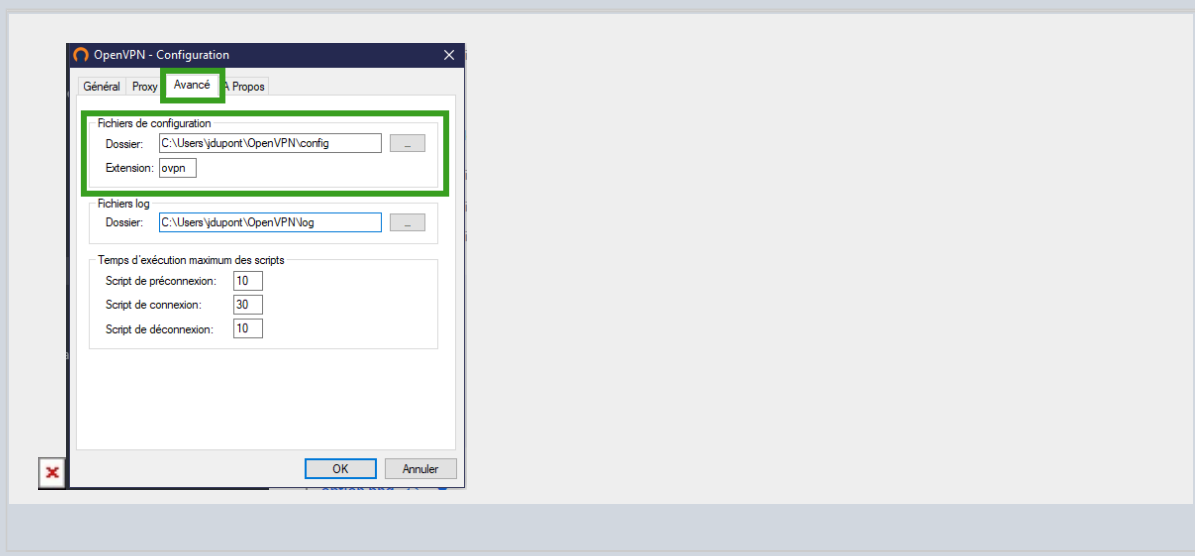 OpenVPN - Configuration
Général Proxy Avancé A Propos
Fichiers de configuration
Dossier: C:\Users\jdupont\OpenVPN\config ...
Extension: ovpn
Fichiers log
Dossier: C:\Users\jdupont\OpenVPN\log ...
Temps d'exécution maximum des scripts
Script de préconnexion: 10
Script de connexion: 30
Script de déconnexion: 10
OK Annuler